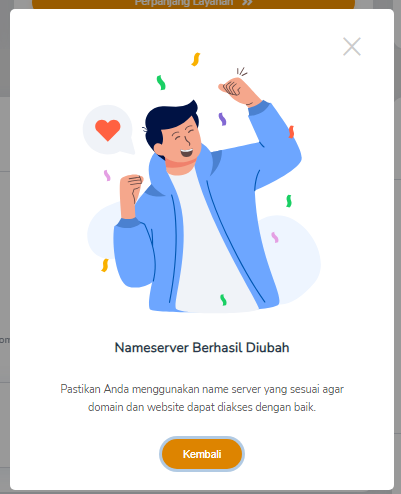 Perpanjang Layanan
Nameserver Berhasil Diubah
Pastikan Anda menggunakan name server yang sesuai agar
domain dan website dapat diakses dengan baik.
Kembali